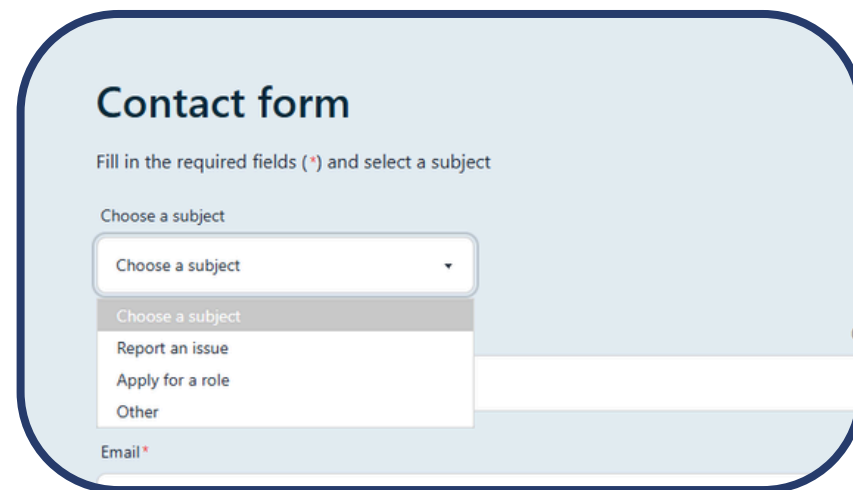 Contact form
Fill in the required fields (*) and select a subject
Choose a subject
Choose a subject
Choose a subject
Report an issue
Apply for a role
Other
Email*